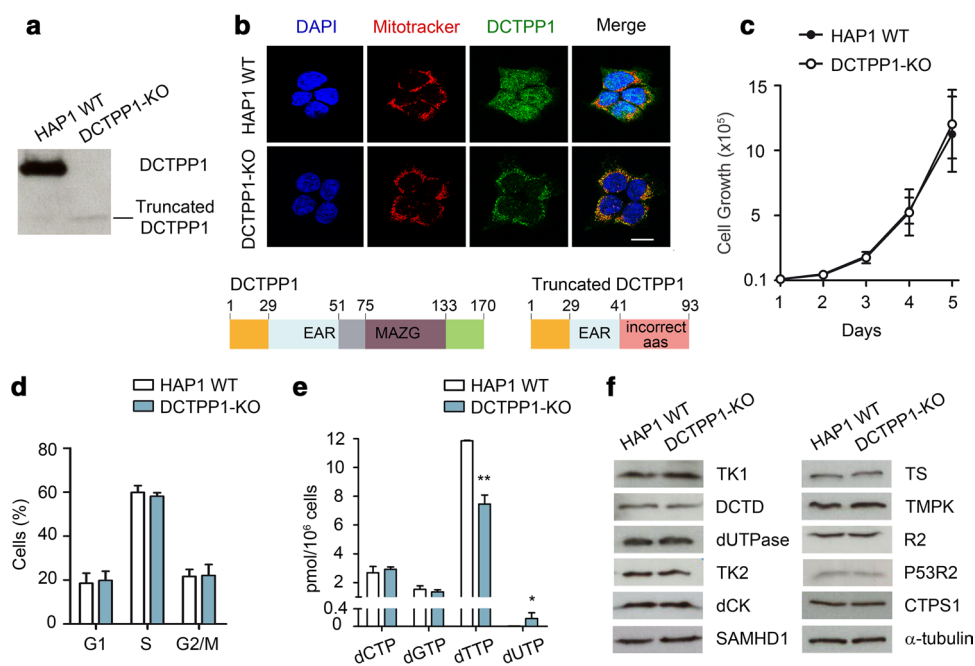 a
HAP1 WT
DCTPP1-KO
DCTPP1
Truncated
DCTPP1
b
DAPI
Mitotracker
DCTPP1
Merge
HAP1 WT
DCTPP1-KO
DCTPP1
1 29 51 75 133 170
EAR
MAZG
Truncated DCTPP1
1 29 41 93
EAR
incorrect
aas
c
HAP1 WT
DCTPP1-KO
Cell Growth (x10⁵)
15
10
5
0.1
1 2 3 4 5
Days
d
HAP1 WT
DCTPP1-KO
Cells (%)
80
60
40
20
0
G1 S G2/M
e
HAP1 WT
DCTPP1-KO
pmol/10⁶ cells
12
10
8
6
4
2
0.4
0
**
*
dCTP
dGTP
dTTP
dUTP
f
HAP1 WT
DCTPP1-KO
TK1
DCTD
dUTPase
TK2
dCK
SAMHD1
HAP1 WT
DCTPP1-KO
TS
TMPK
R2
P53R2
CTPS1
α-tubulin